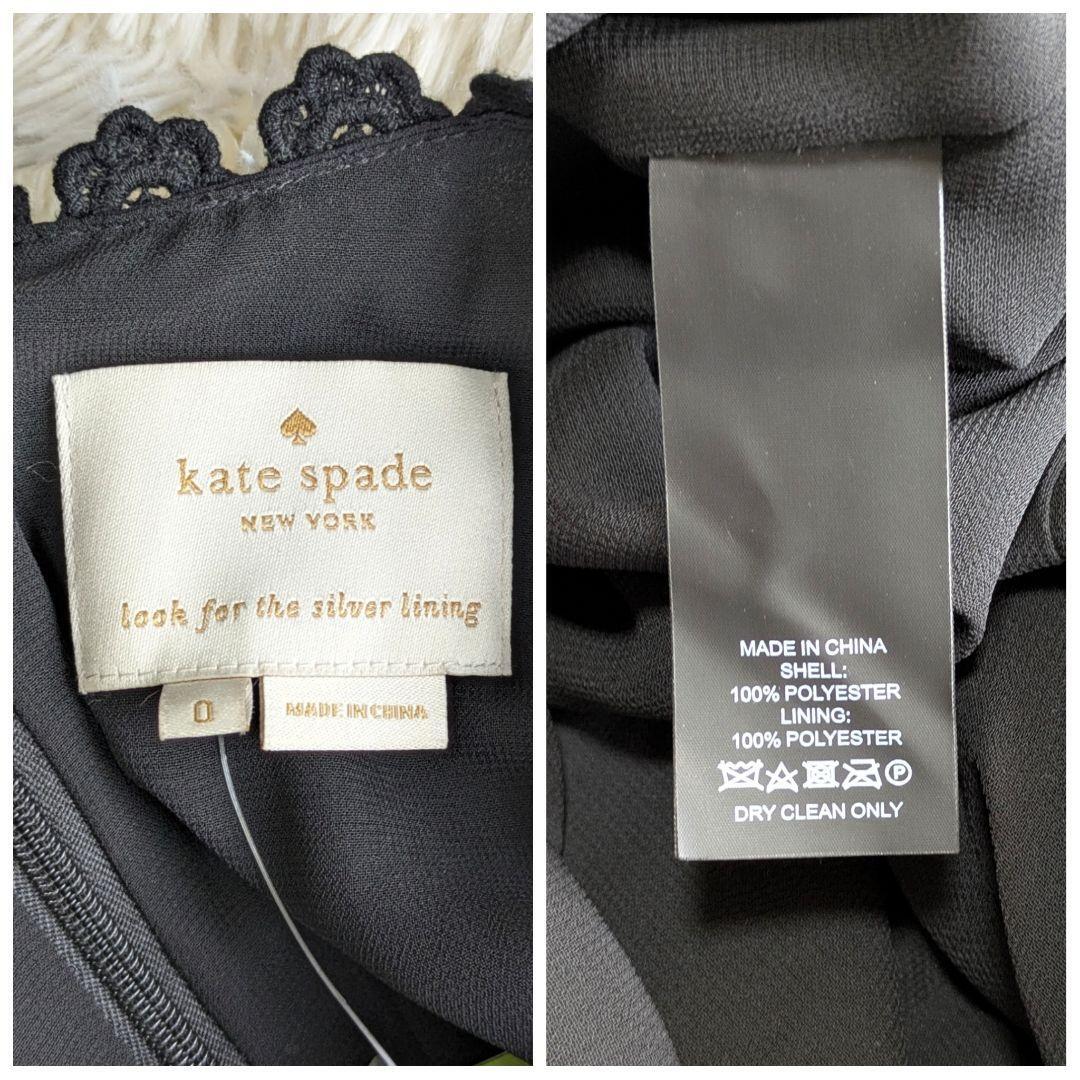 kate spade
NEW YORK
look for the silver lining
0
MADE IN CHINA
MADE IN CHINA
SHELL:
100% POLYESTER
LINING:
100% POLYESTER
P
DRY CLEAN ONLY